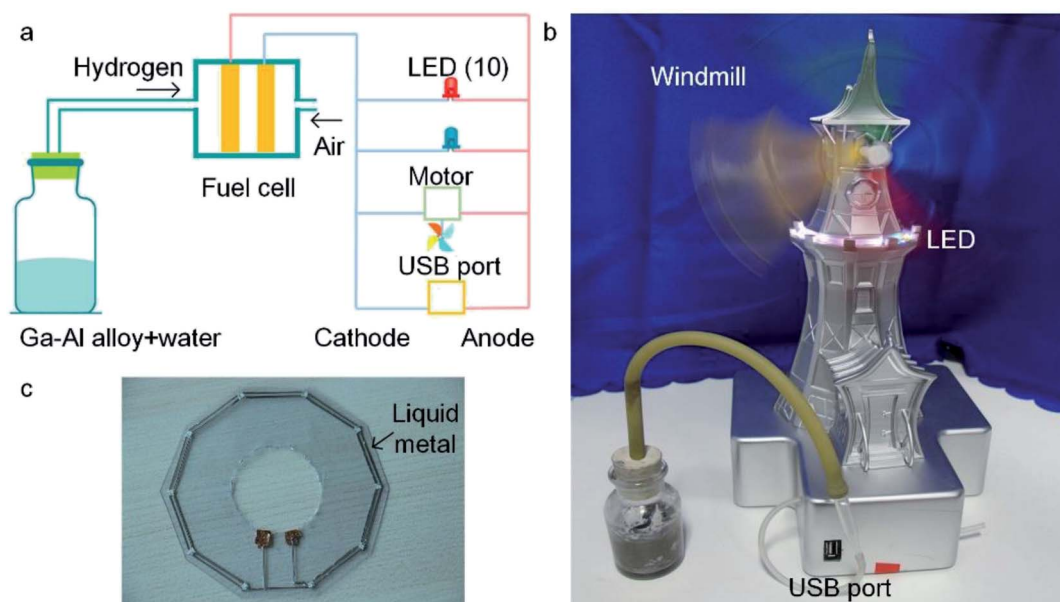 a
Hydrogen
LED (10)
Air
Fuel cell
Motor
USB port
Ga-Al alloy+water
Cathode
Anode
b
Windmill
LED
USB port
c
Liquid
metal